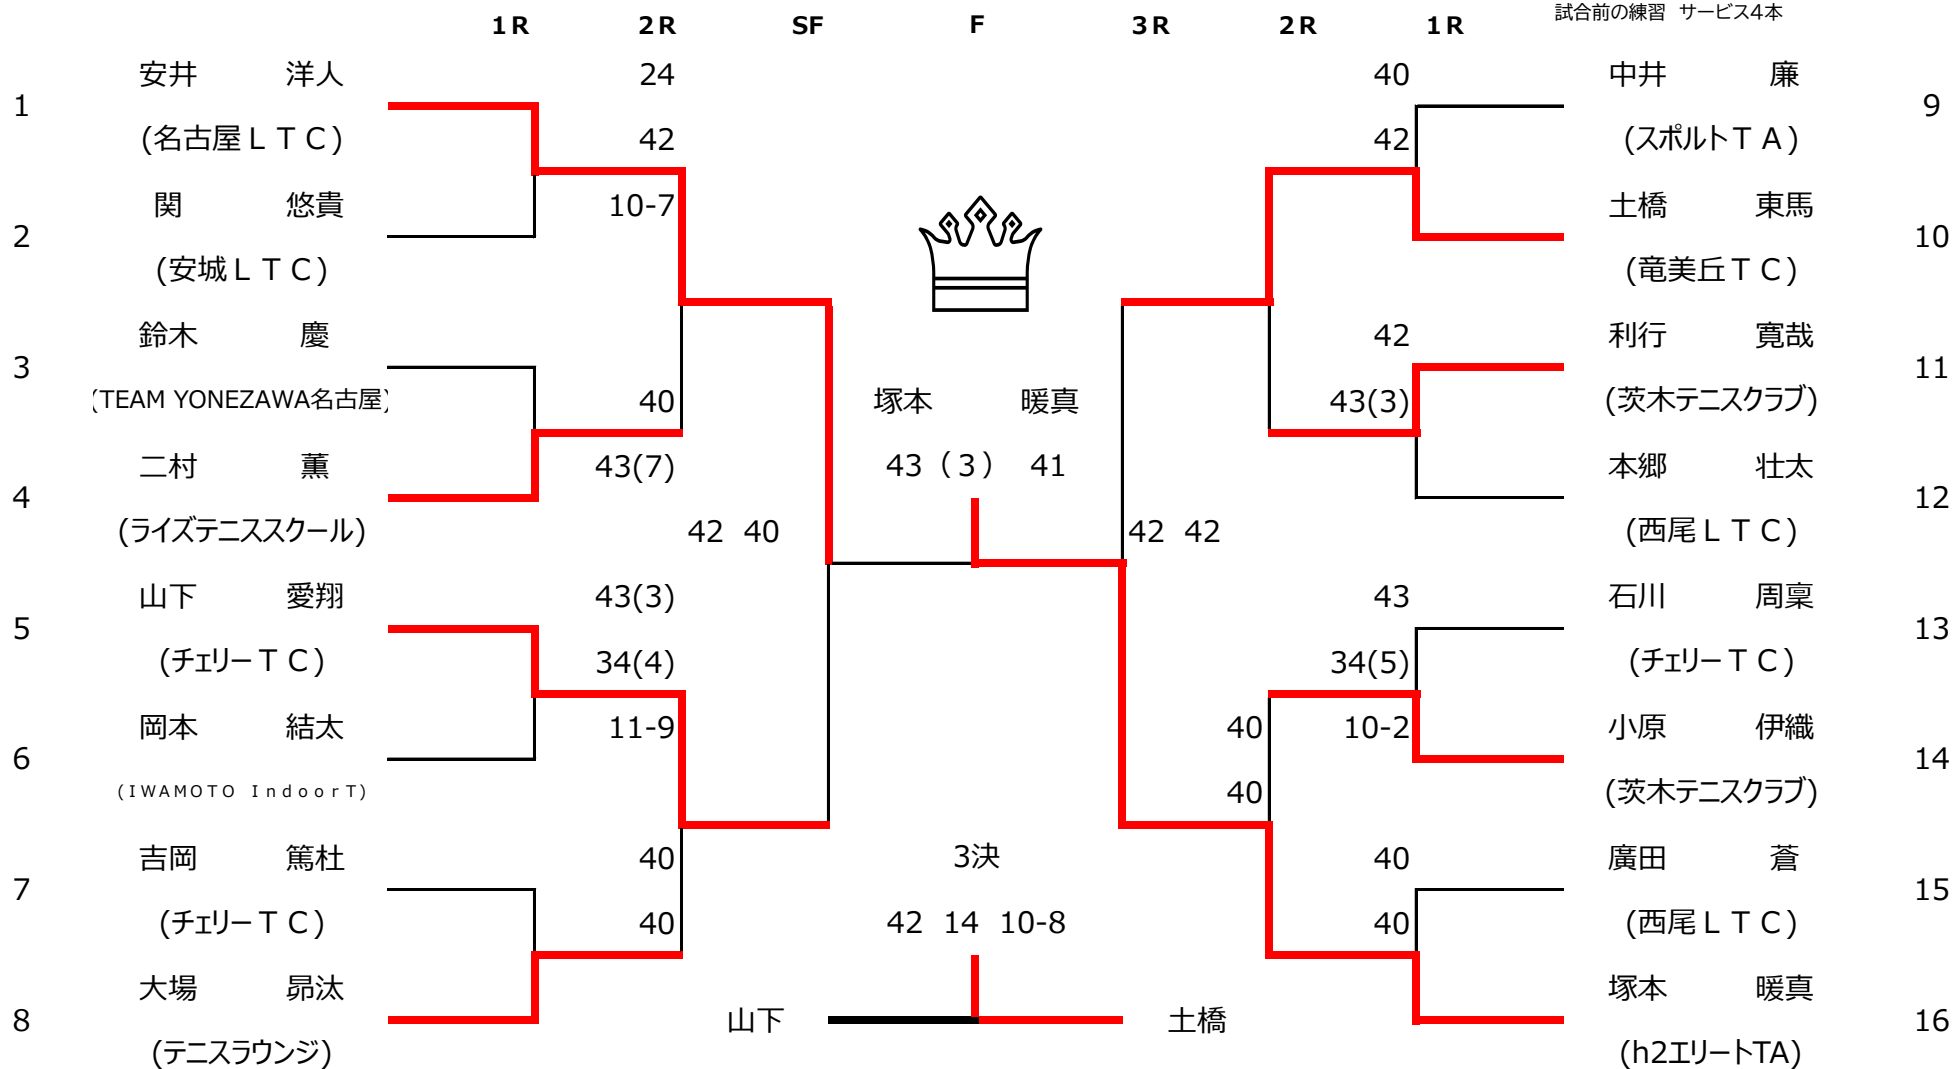 試合前の練習 サービス4本
1R 2R SF F 3R 2R 1R
安井 洋人 24 40 中井 廉
1 9
(名古屋ＬＴＣ) 42 42 (スポルトＴＡ)
関 悠貴 10-7 土橋 東馬
2 10
(安城ＬＴＣ) (竜美丘ＴＣ)
鈴木 慶 42 利行 寛哉
3 11
(TEAM YONEZAWA名古屋) 40 塚本 暖真 43(3) (茨木テニスクラブ)
二村 薫 43(7) 43（3） 41 本郷 壮太
4 12
(ライズテニススクール) 42 40 42 42 (西尾ＬＴＣ)
山下 愛翔 43(3) 43 石川 周稟
5 13
(チェリーＴＣ) 34(4) 34(5) (チェリーＴＣ)
岡本 結太 11-9 40 10-2 小原 伊織
6 14
(IWAMOTO IndoorT) 40 (茨木テニスクラブ)
吉岡 篤杜 40 3決 40 廣田 蒼
7 15
(チェリーＴＣ) 40 42 14 10-8 40 (西尾ＬＴＣ)
大場 昴汰 塚本 暖真
8 山下 土橋 16
(テニスラウンジ) (h2エリートTA)